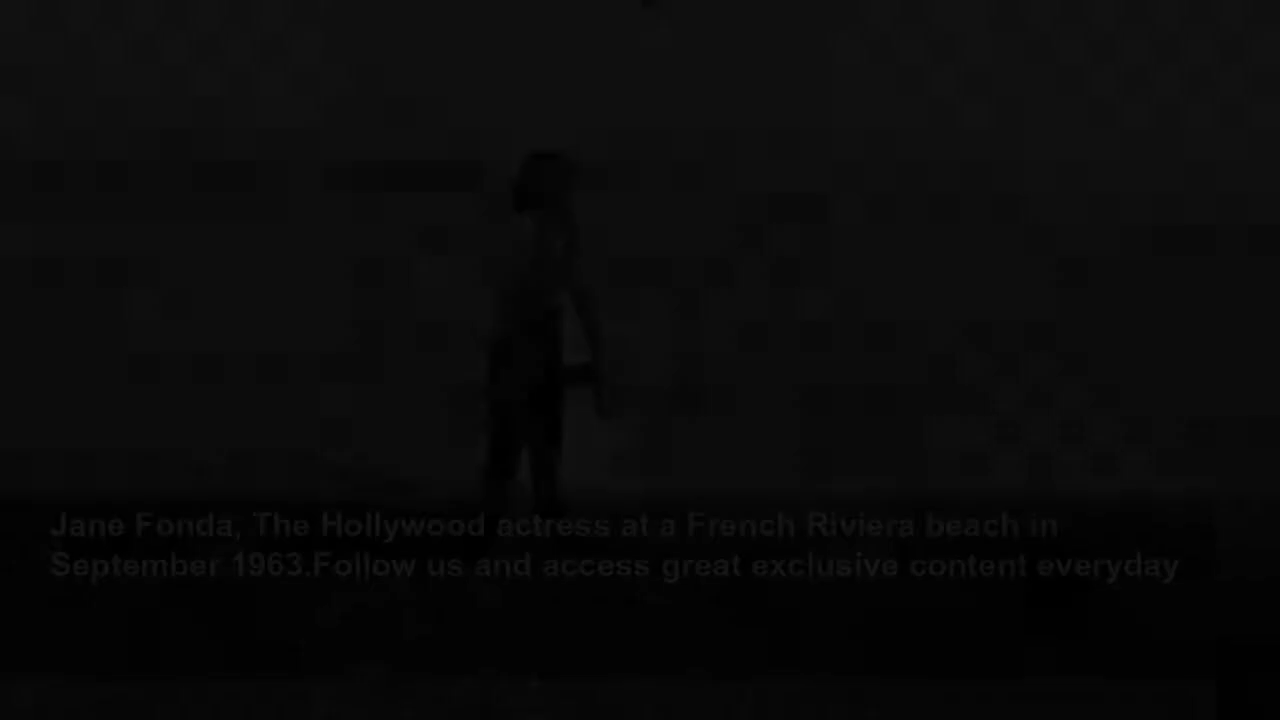 Jane Fonda, The Hollywood actress at a French Riviera beach in
September 1963.Follow us and access great exclusive content everyday